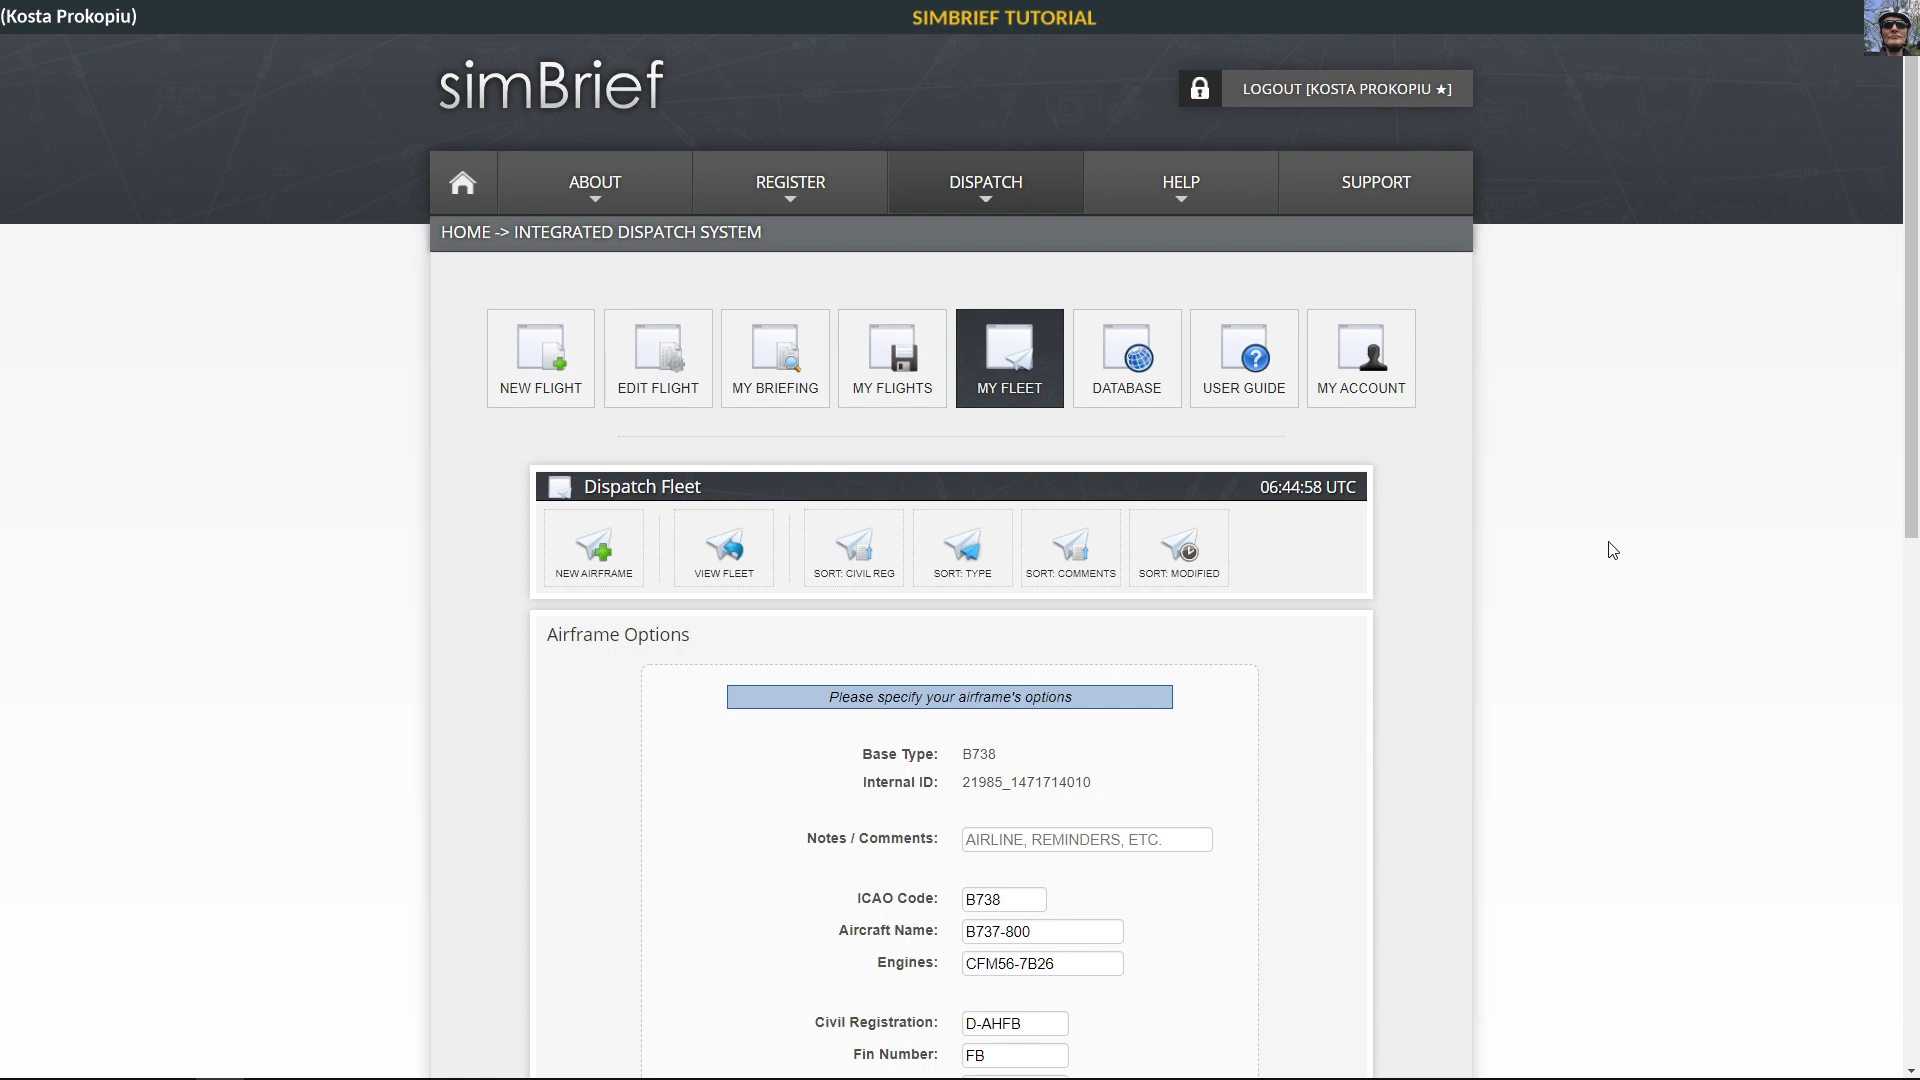 (Kosta Prokopiu)
SIMBRIEF TUTORIAL
simBrief
LOGOUT [KOSTA PROKOPIU ★]
ABOUT
REGISTER
DISPATCH
HELP
SUPPORT
HOME -> INTEGRATED DISPATCH SYSTEM
NEW FLIGHT
EDIT FLIGHT
MY BRIEFING
MY FLIGHTS
MY FLEET
DATABASE
USER GUIDE
MY ACCOUNT
Dispatch Fleet
06:44:58 UTC
NEW AIRFRAME
VIEW FLEET
SORT: CIVIL REG
SORT: TYPE
SORT: COMMENTS
SORT: MODIFIED
Airframe Options
Please specify your airframe's options
Base Type: B738
Internal ID: 21985_1471714010
Notes / Comments: AIRLINE, REMINDERS, ETC.
ICAO Code: B738
Aircraft Name: B737-800
Engines: CFM56-7B26
Civil Registration: D-AHFB
Fin Number: FB